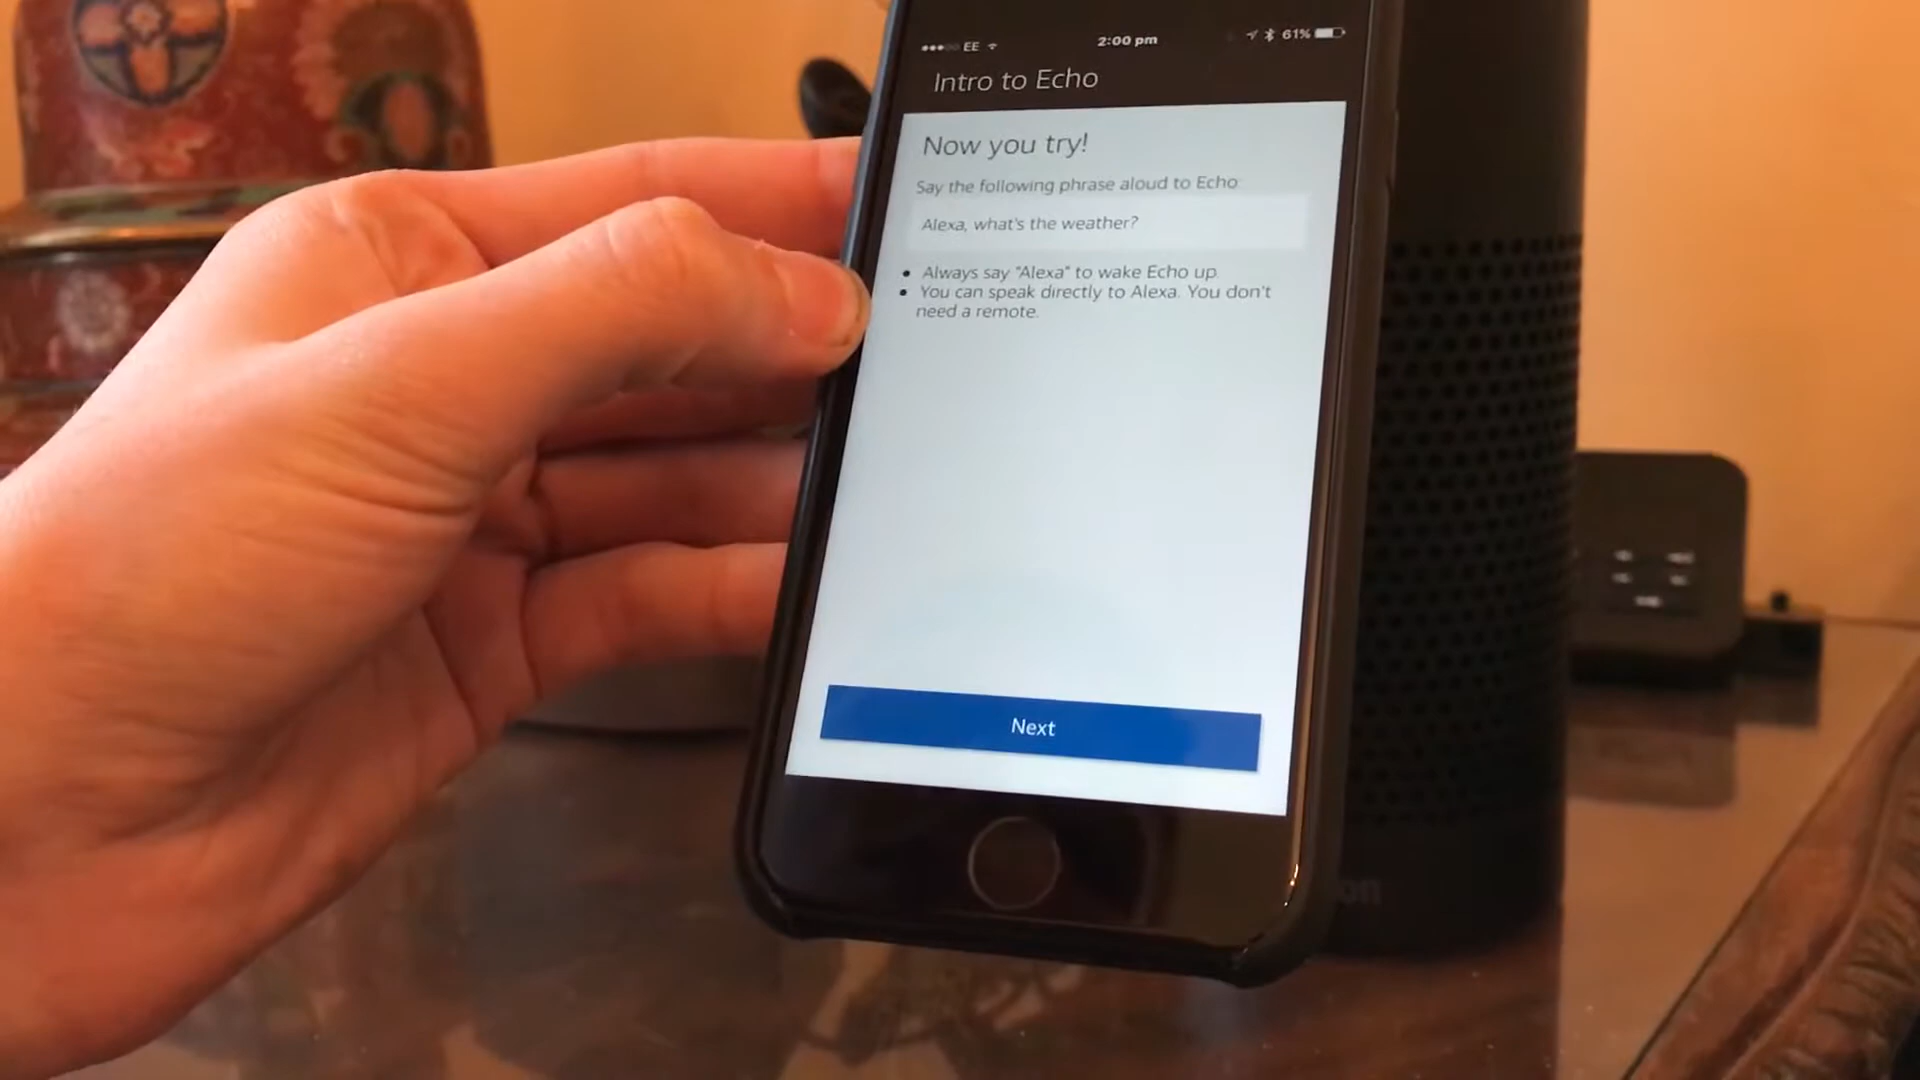 EE 2:00 pm 61%
Intro to Echo
Now you try!
Say the following phrase aloud to Echo:
Alexa, what's the weather?
• Always say "Alexa" to wake Echo up.
• You can speak directly to Alexa. You don't
need a remote.
Next
on